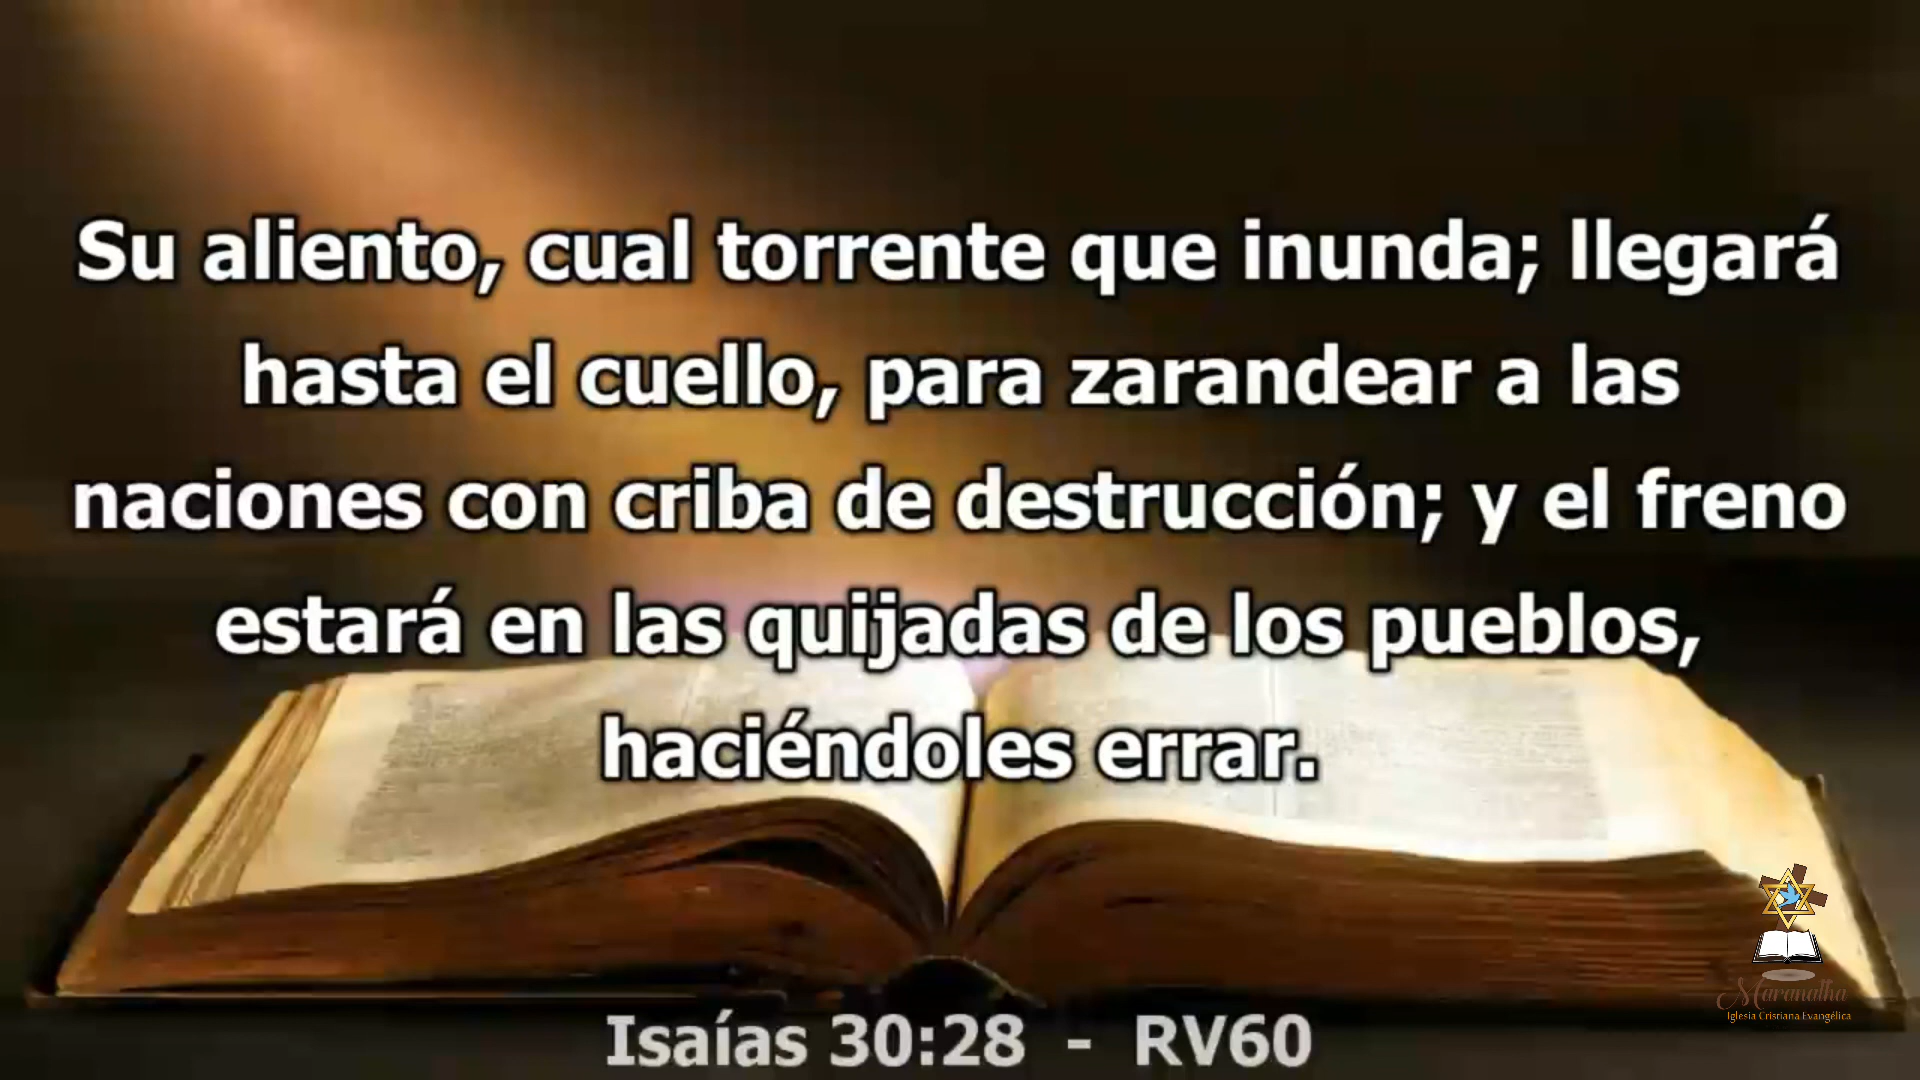 Su aliento, cual torrente que inunda; llegará
hasta el cuello, para zarandear a las
naciones con criba de destrucción; y el freno
estará en las quijadas de los pueblos,
haciéndoles errar.
Maranatha
Iglesia Cristiana Evangélica
Isaías 30:28 - RV60